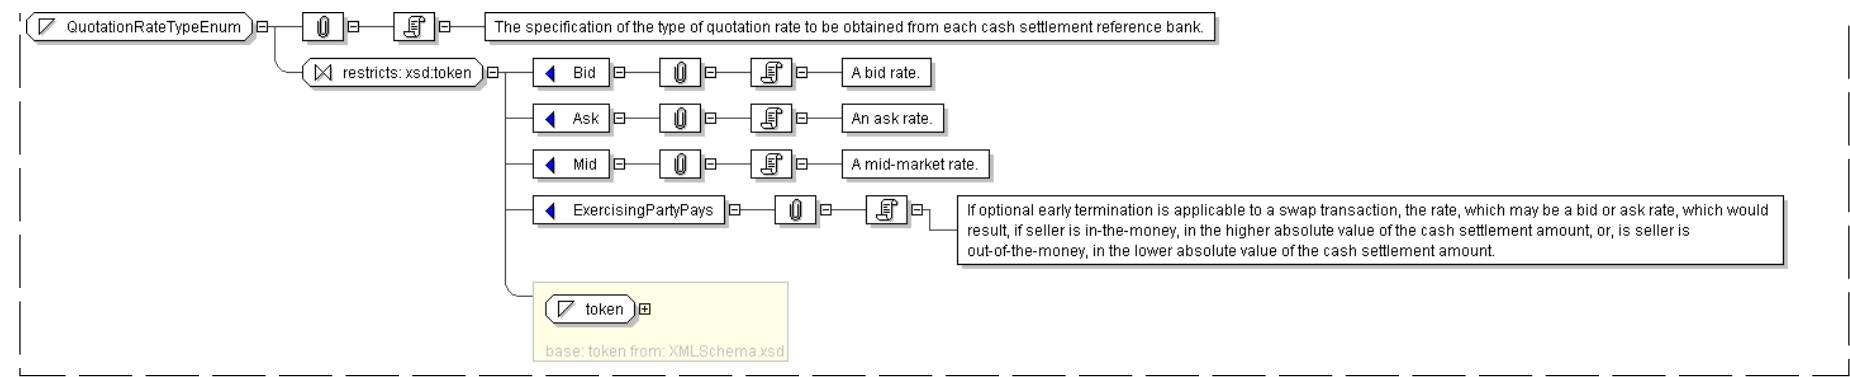 QuotationRateTypeEnum
The specification of the type of quotation rate to be obtained from each cash settlement reference bank.
restricts: xsd:token
Bid
A bid rate.
Ask
An ask rate.
Mid
A mid-market rate.
ExercisingPartyPays
If optional early termination is applicable to a swap transaction, the rate, which may be a bid or ask rate, which would
result, if seller is in-the-money, in the higher absolute value of the cash settlement amount, or, is seller is
out-of-the-money, in the lower absolute value of the cash settlement amount.
token
base: token from: XMLSchema.xsd